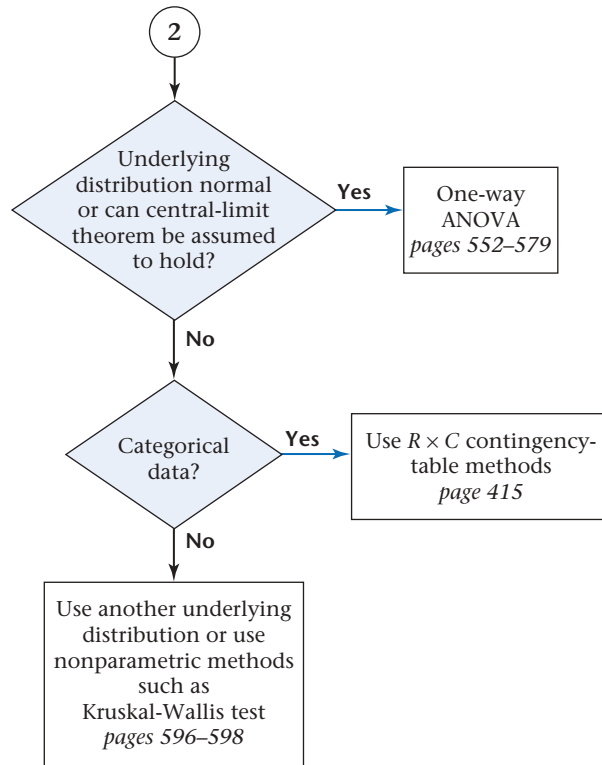 2
Underlying
distribution normal
or can central-limit
theorem be assumed
to hold?
Yes
One-way
ANOVA
pages 552–579
No
Categorical
data?
Yes
Use R × C contingency-
table methods
page 415
No
Use another underlying
distribution or use
nonparametric methods
such as
Kruskal-Wallis test
pages 596–598